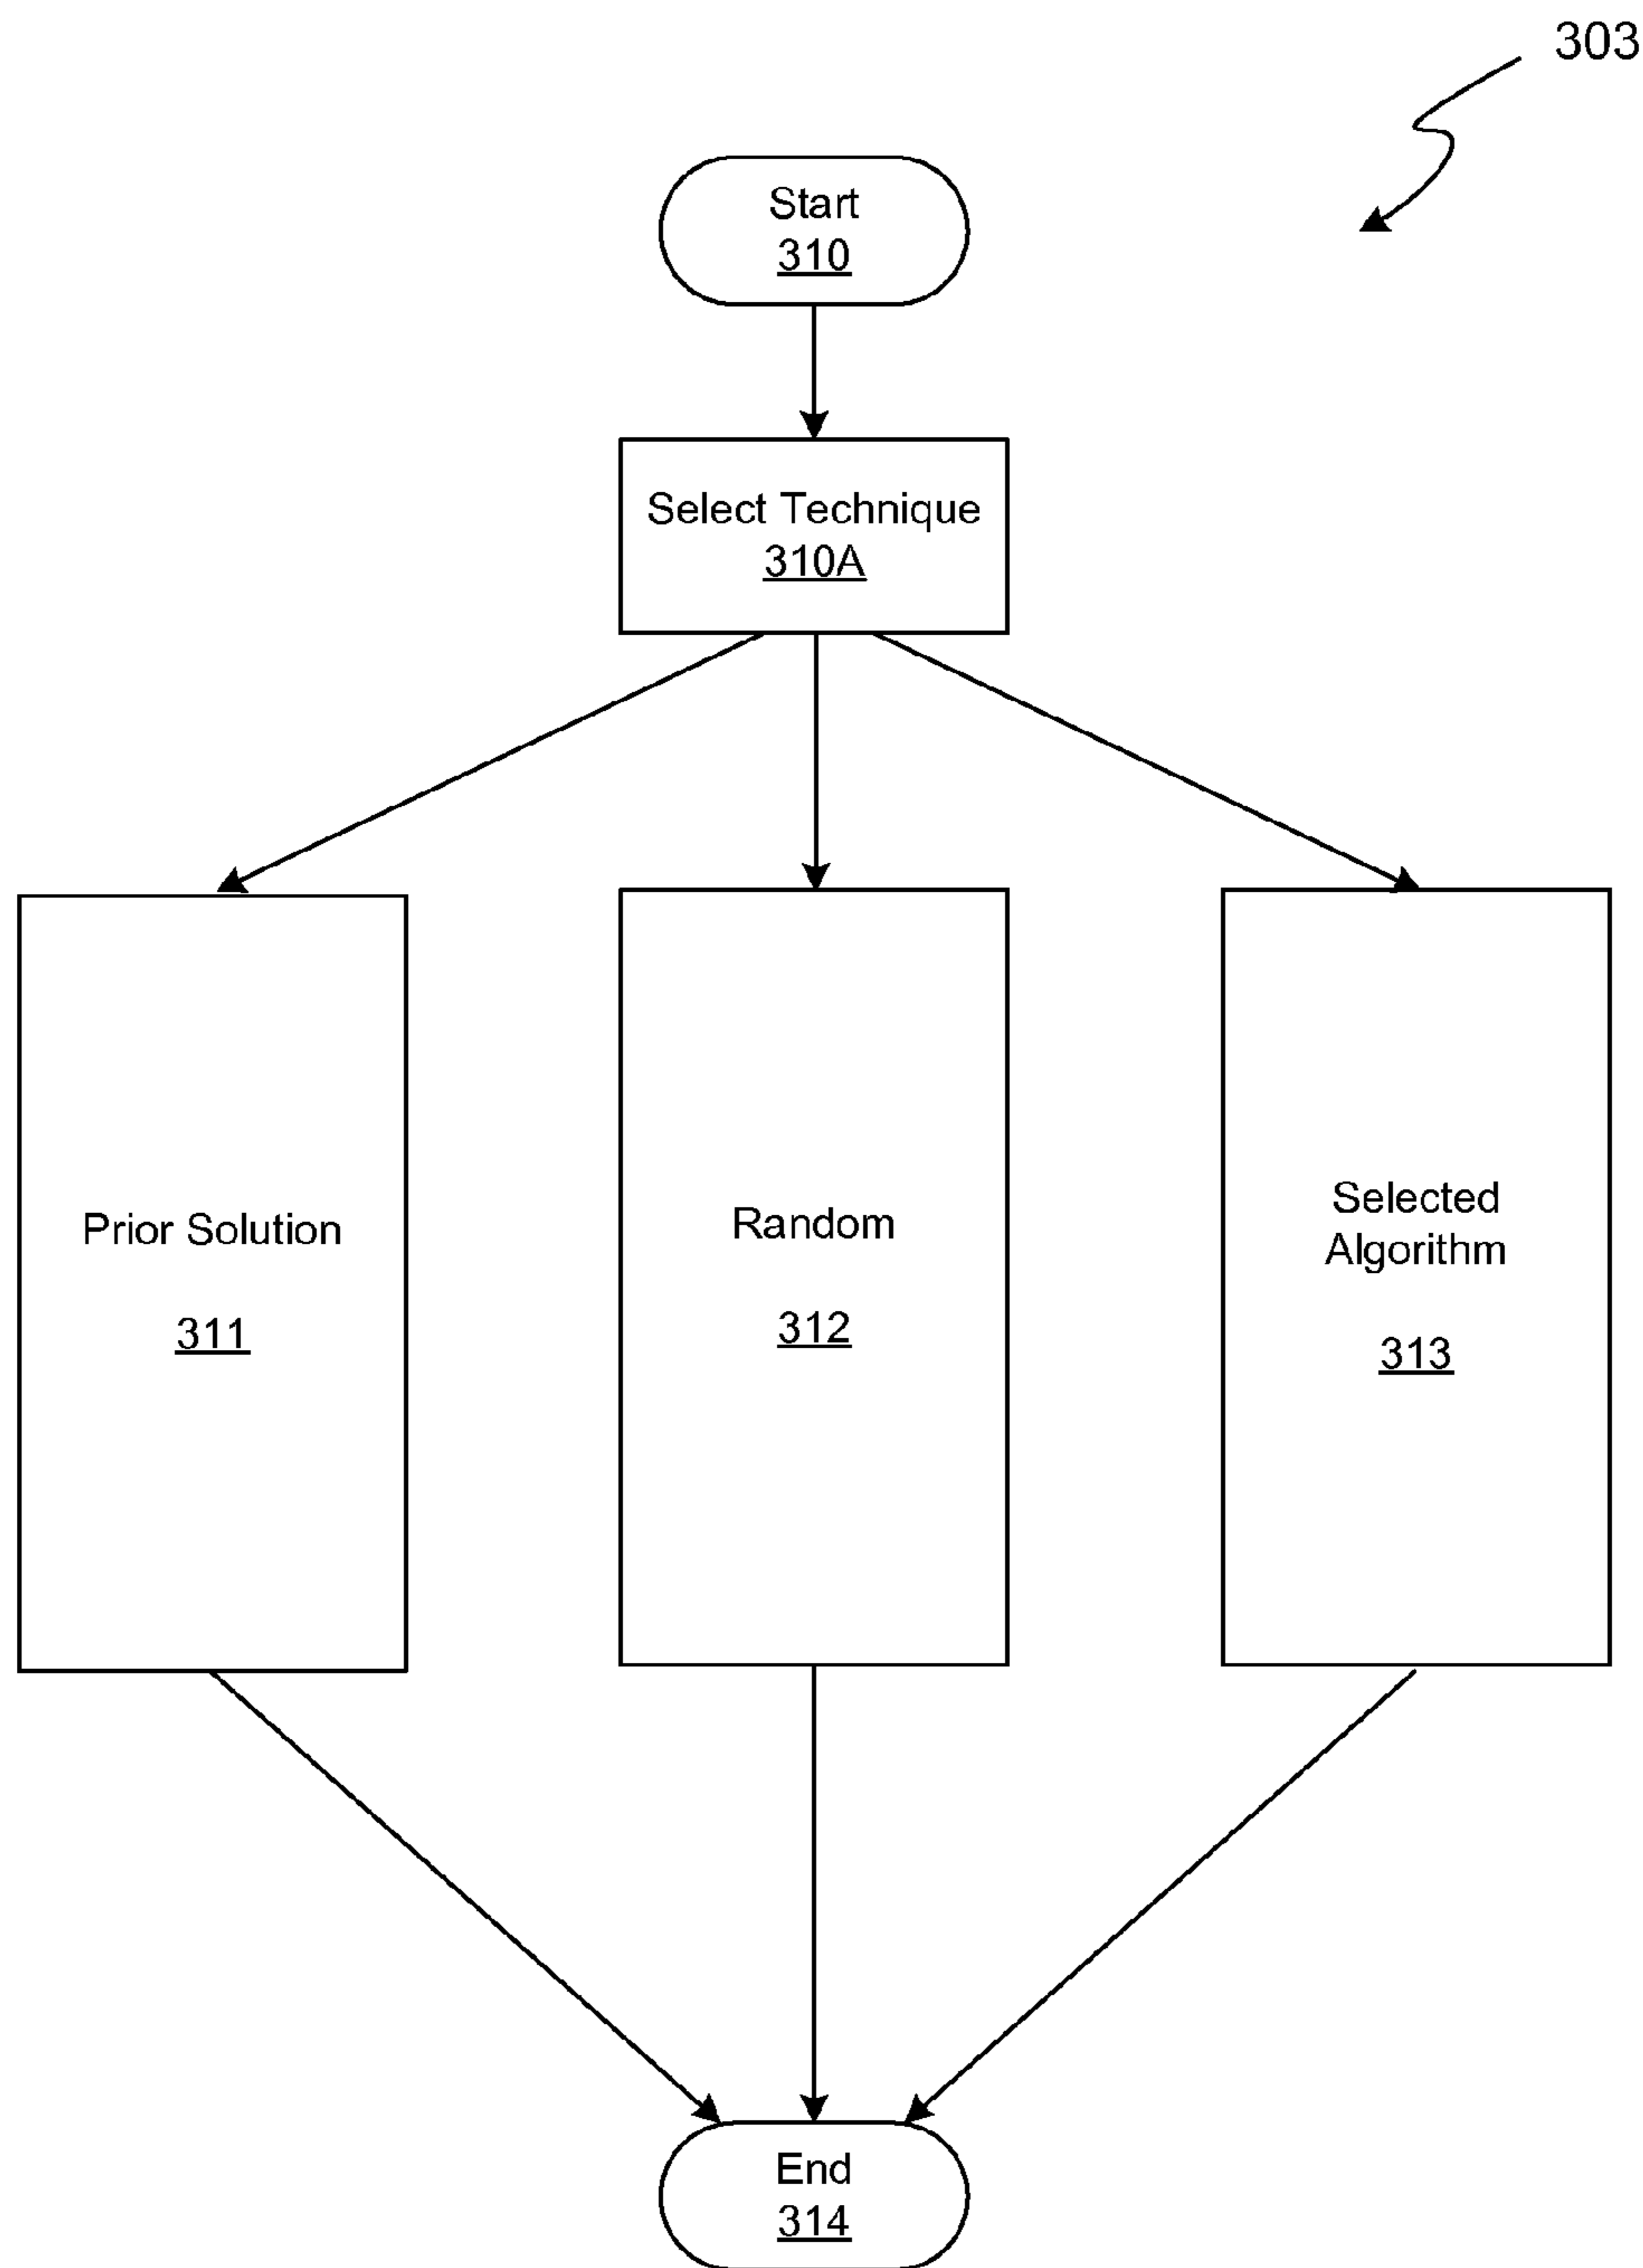 303
Start
310
Select Technique
310A
Prior Solution
311
Random
312
Selected
Algorithm
313
End
314